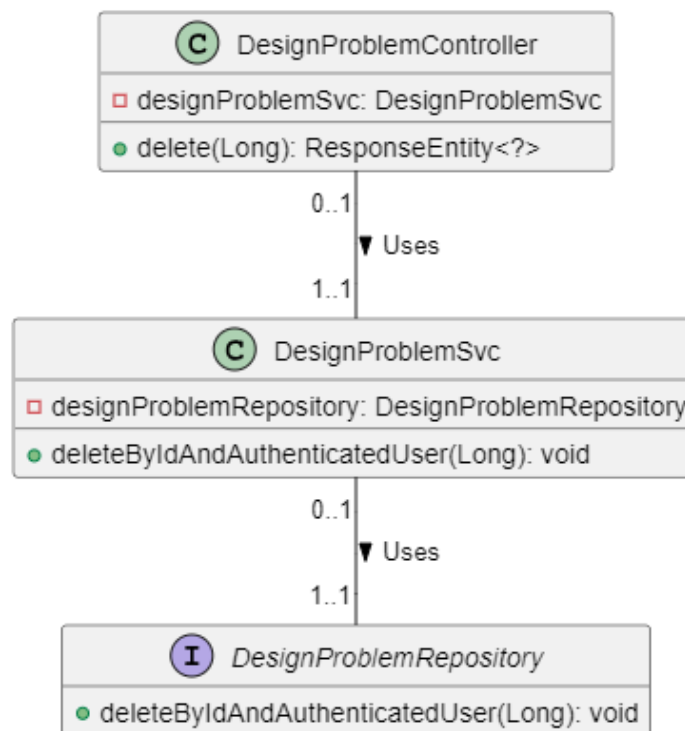 C DesignProblemController
designProblemSvc: DesignProblemSvc
delete(Long): ResponseEntity<?>
0..1
Uses
1..1
C DesignProblemSvc
designProblemRepository: DesignProblemRepository
deleteByIdAndAuthenticatedUser(Long): void
0..1
Uses
1..1
I DesignProblemRepository
deleteByIdAndAuthenticatedUser(Long): void